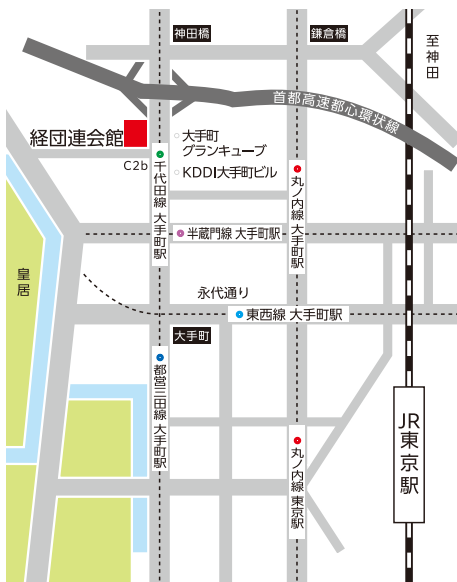 神田橋
鎌倉橋
至神田
首都高速都心環状線
経団連会館
C2b
大手町
グランキューブ
KDDI大手町ビル
千代田線 大手町駅
丸ノ内線 大手町駅
半蔵門線 大手町駅
皇居
永代通り
東西線 大手町駅
大手町
都営三田線 大手町駅
丸ノ内線 東京駅
JR東京駅